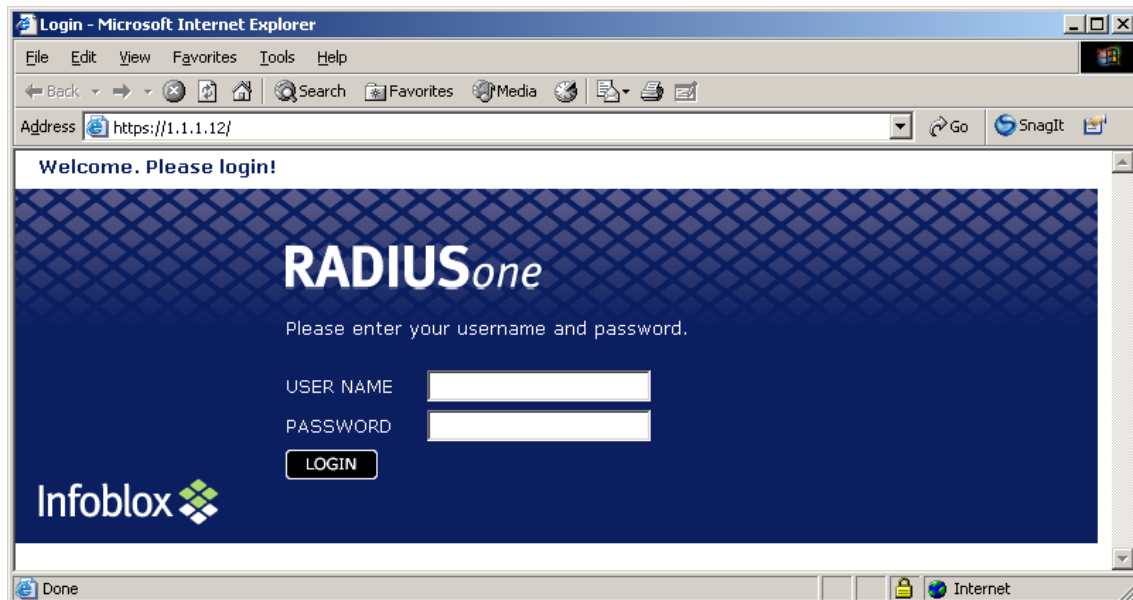 Login - Microsoft Internet Explorer
File Edit View Favorites Tools Help
Back Search Favorites Media
Address https://1.1.1.12/ Go SnagIt
Welcome. Please login!
RADIUSone
Please enter your username and password.
USER NAME
PASSWORD
LOGIN
Infoblox
Done Internet